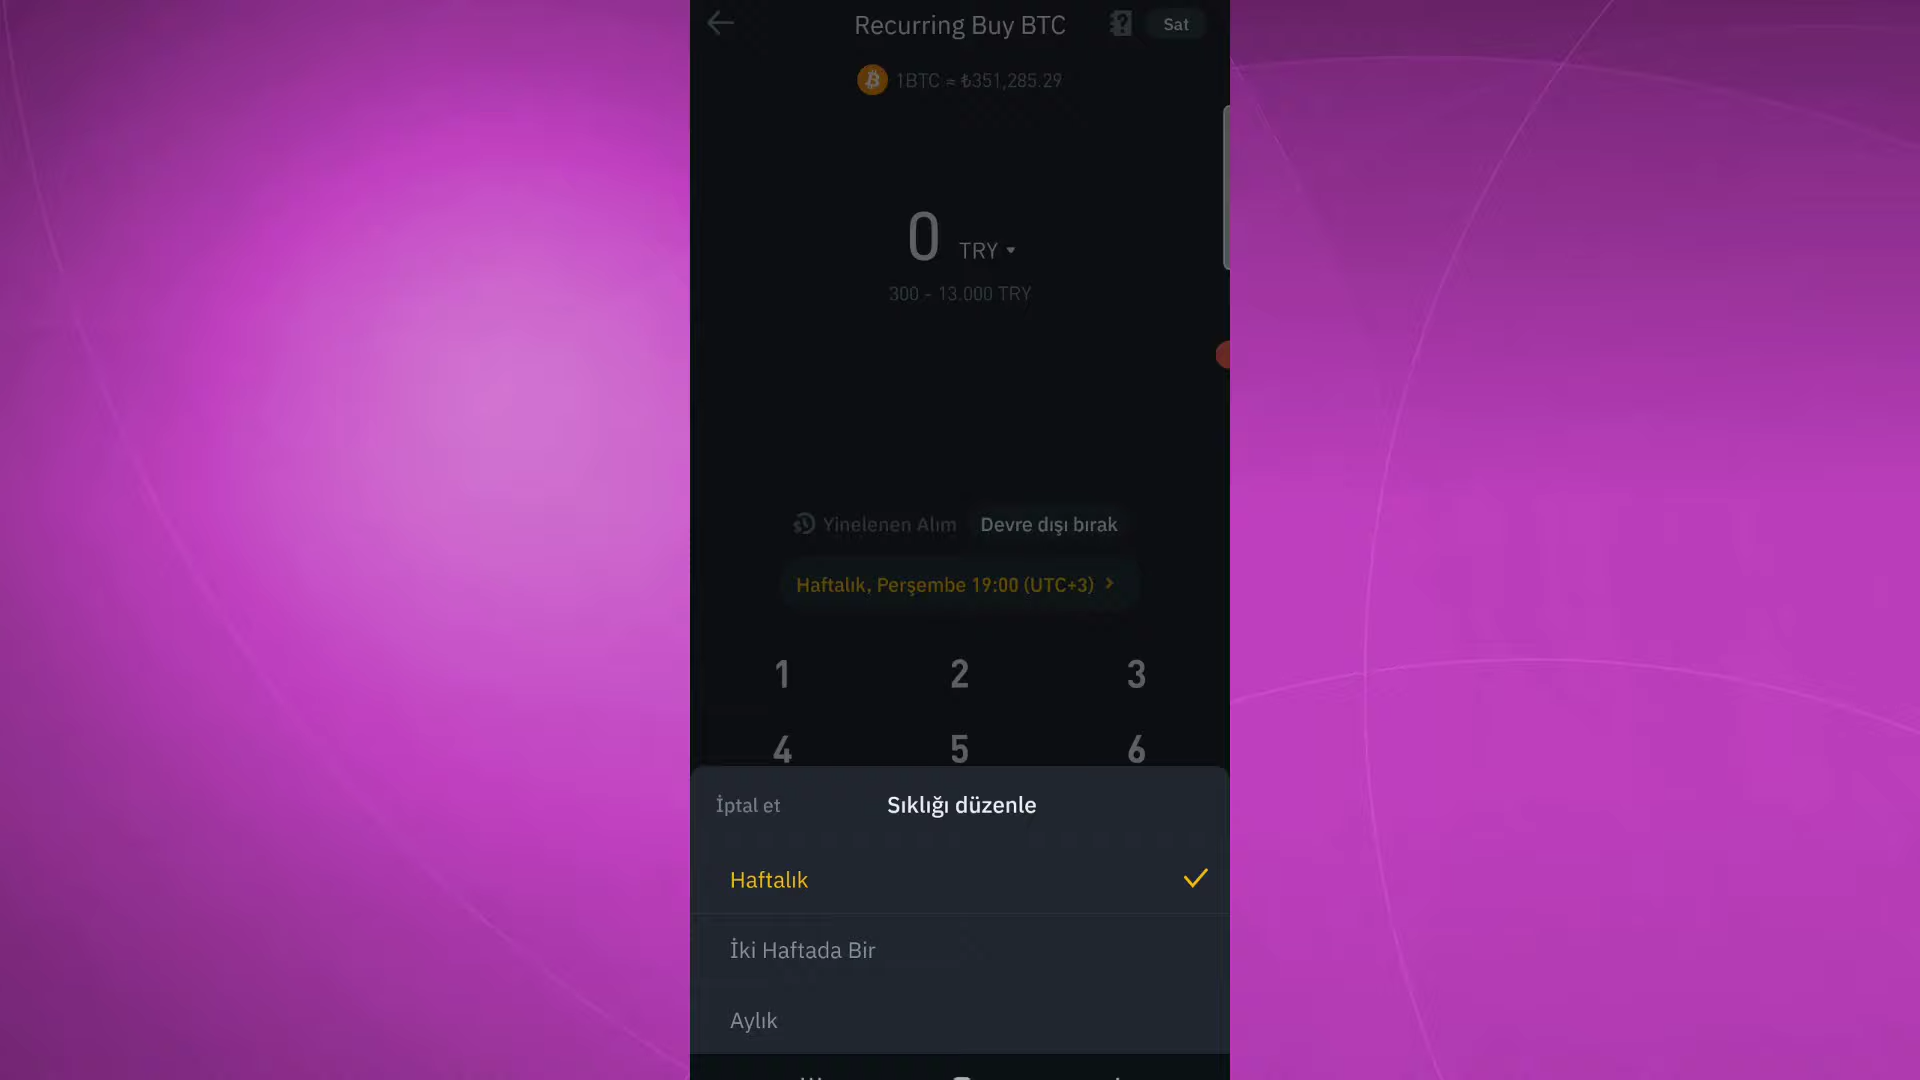 Recurring Buy BTC
Sat
1BTC ≈ ₺351,285.29
0 TRY
300 - 13.000 TRY
Yinelenen Alım Devre dışı bırak
Haftalık, Perşembe 19:00 (UTC+3)
1 2 3
4 5 6
İptal et Sıklığı düzenle
Haftalık
İki Haftada Bir
Aylık